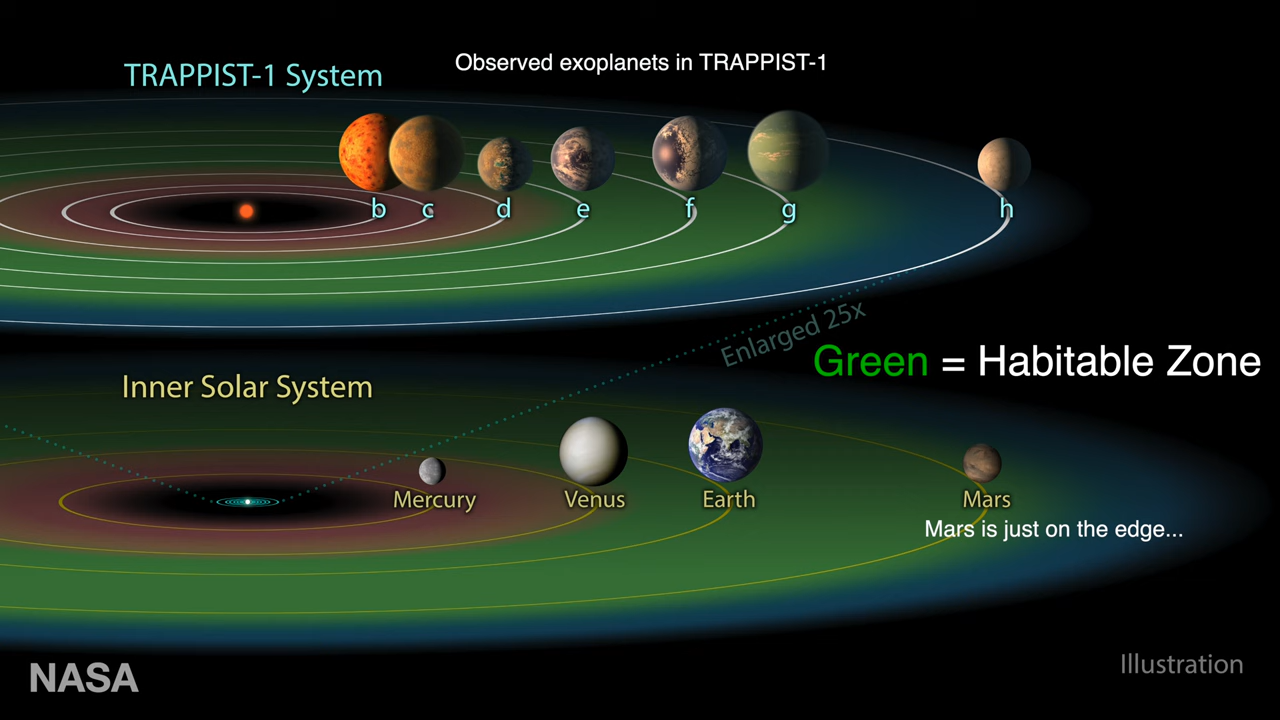 TRAPPIST-1 System
Observed exoplanets in TRAPPIST-1
b c d e f g h
Enlarged 25x
Green = Habitable Zone
Inner Solar System
Mercury Venus Earth Mars
Mars is just on the edge...
Illustration
NASA